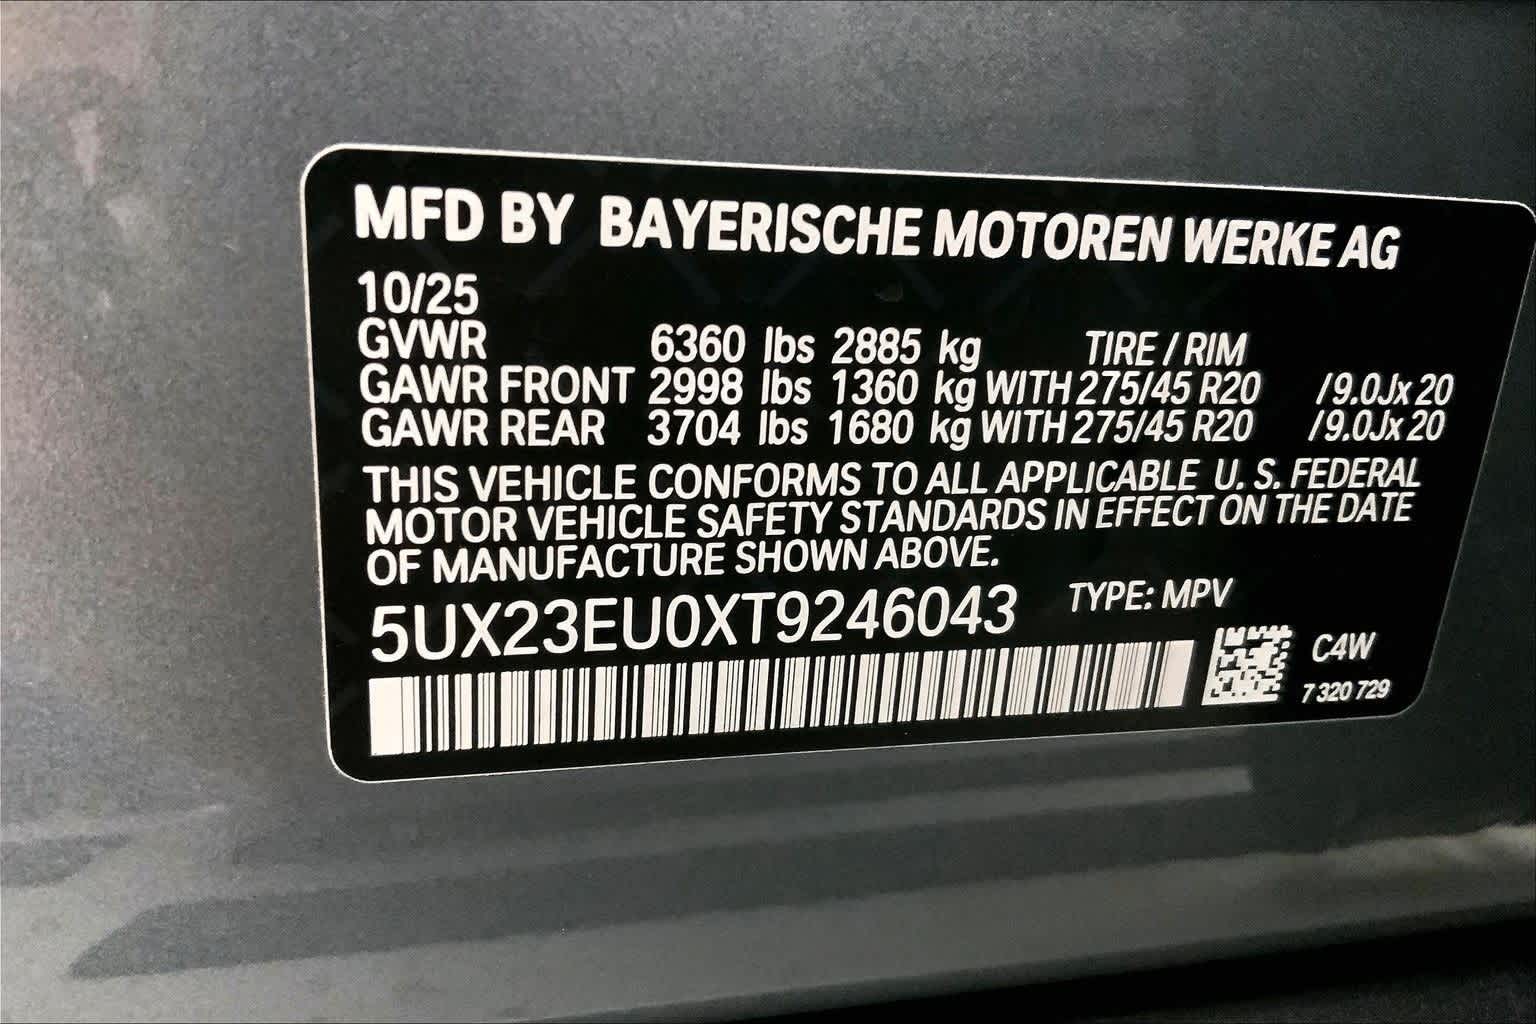 MFD BY BAYERISCHE MOTOREN WERKE AG
10/25
GVWR 6360 lbs 2885 kg TIRE / RIM
GAWR FRONT 2998 lbs 1360 kg WITH 275/45 R20 /9.0Jx 20
GAWR REAR 3704 lbs 1680 kg WITH 275/45 R20 /9.0Jx 20
THIS VEHICLE CONFORMS TO ALL APPLICABLE U. S. FEDERAL
MOTOR VEHICLE SAFETY STANDARDS IN EFFECT ON THE DATE
OF MANUFACTURE SHOWN ABOVE.
5UX23EU0XT9246043 TYPE: MPV
C4W
7 320 729